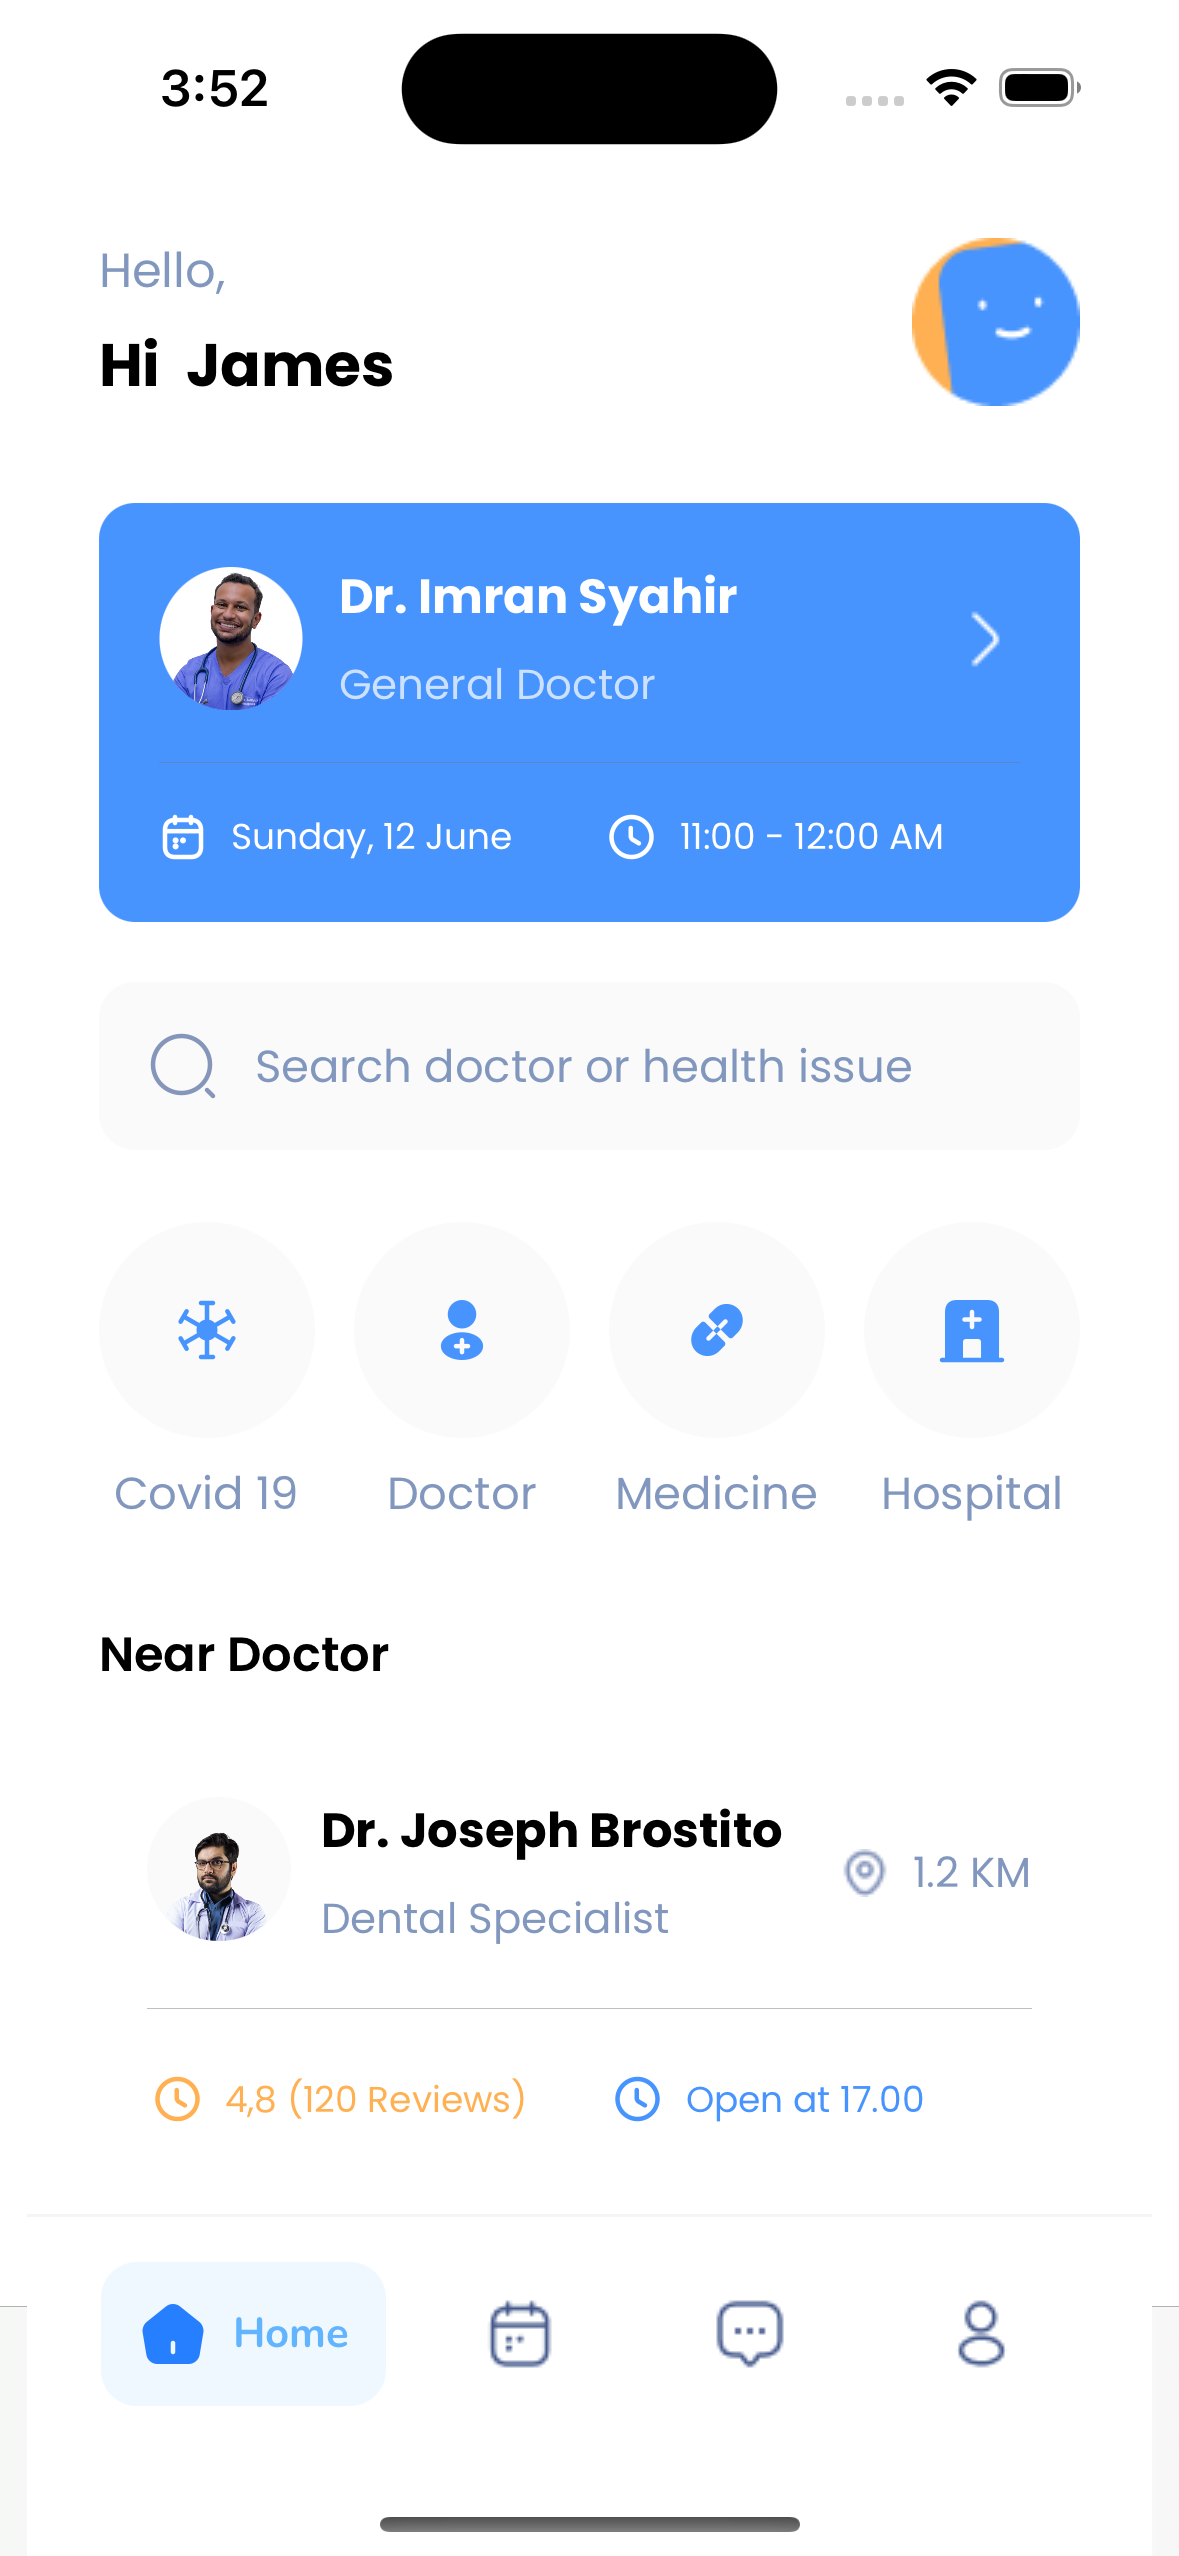 3:52
Hello,
Hi James
Dr. Imran Syahir
General Doctor
Sunday, 12 June
11:00 - 12:00 AM
Search doctor or health issue
Covid 19
Doctor
Medicine
Hospital
Near Doctor
Dr. Joseph Brostito
Dental Specialist
1.2 KM
4,8 (120 Reviews)
Open at 17.00
Home